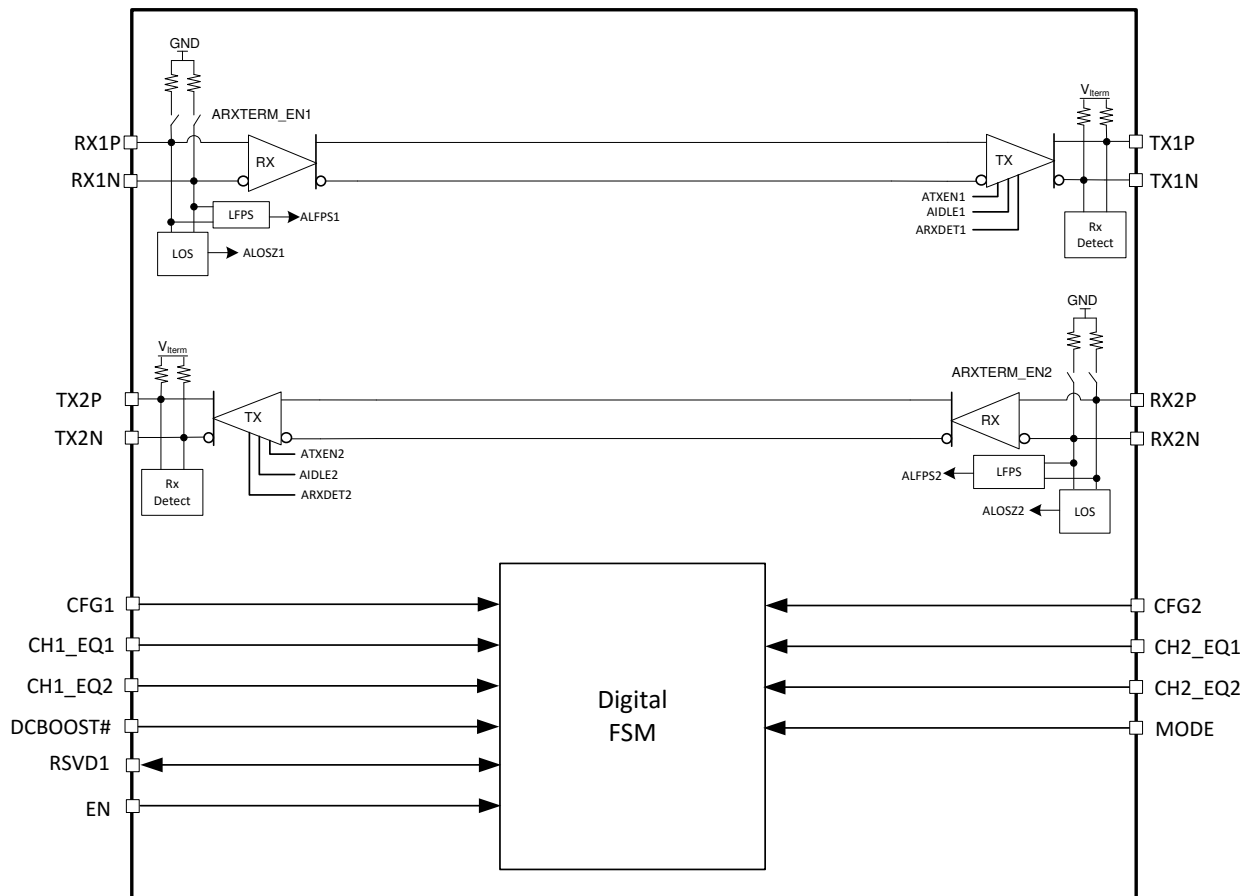 GND
ARXTERM_EN1
VIterm
RX1P
RX
TX
TX1P
RX1N
TX1N
ATXEN1
LFPS
ALFPS1
AIDLE1
ARXDET1
Rx
Detect
LOS
ALOSZ1
GND
VIterm
ARXTERM_EN2
TX2P
RX2P
TX
RX
TX2N
RX2N
ATXEN2
AIDLE2
ALFPS2
LFPS
Rx
Detect
ARXDET2
ALOSZ2
LOS
CFG1
CFG2
CH1_EQ1
CH2_EQ1
CH1_EQ2
CH2_EQ2
Digital
FSM
DCBOOST#
MODE
RSVD1
EN